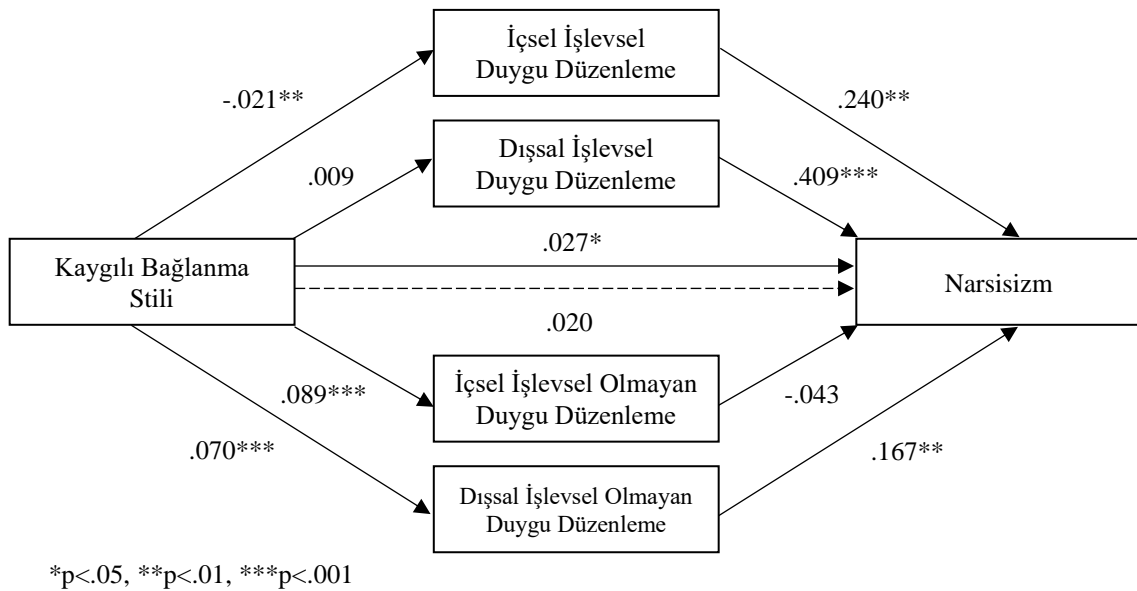 İçsel İşlevsel
Duygu Düzenleme
-.021**
.240**
Dışsal İşlevsel
Duygu Düzenleme
.009
.409***
.027*
Kaygılı Bağlanma
Stili
Narsisizm
.020
İçsel İşlevsel Olmayan
Duygu Düzenleme
.089***
-.043
.070***
.167**
Dışsal İşlevsel Olmayan
Duygu Düzenleme
*p<.05, **p<.01, ***p<.001